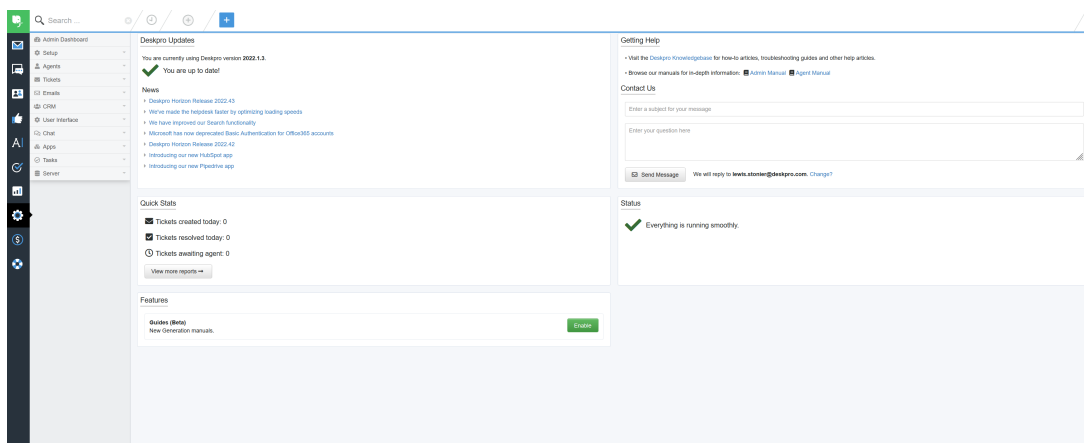 Search ...
Admin Dashboard
Setup
Agents
Tickets
Emails
CRM
User Interface
Chat
Apps
Tasks
Server
Deskpro Updates
You are currently using Deskpro version 2022.1.3.
You are up to date!
News
Deskpro Horizon Release 2022.43
We've made the helpdesk faster by optimizing loading speeds
We have improved our Search functionality
Microsoft has now deprecated Basic Authentication for Office365 accounts
Deskpro Horizon Release 2022.42
Introducing our new HubSpot app
Introducing our new Pipedrive app
Getting Help
• Visit the Deskpro Knowledgebase for how-to articles, troubleshooting guides and other help articles.
• Browse our manuals for in-depth information: Admin Manual Agent Manual
Contact Us
Enter a subject for your message
Enter your question here
Send Message We will reply to lewis.stonier@deskpro.com. Change?
Quick Stats
Tickets created today: 0
Tickets resolved today: 0
Tickets awaiting agent: 0
View more reports →
Status
Everything is running smoothly.
Features
Guides (Beta)
New Generation manuals.
Enable